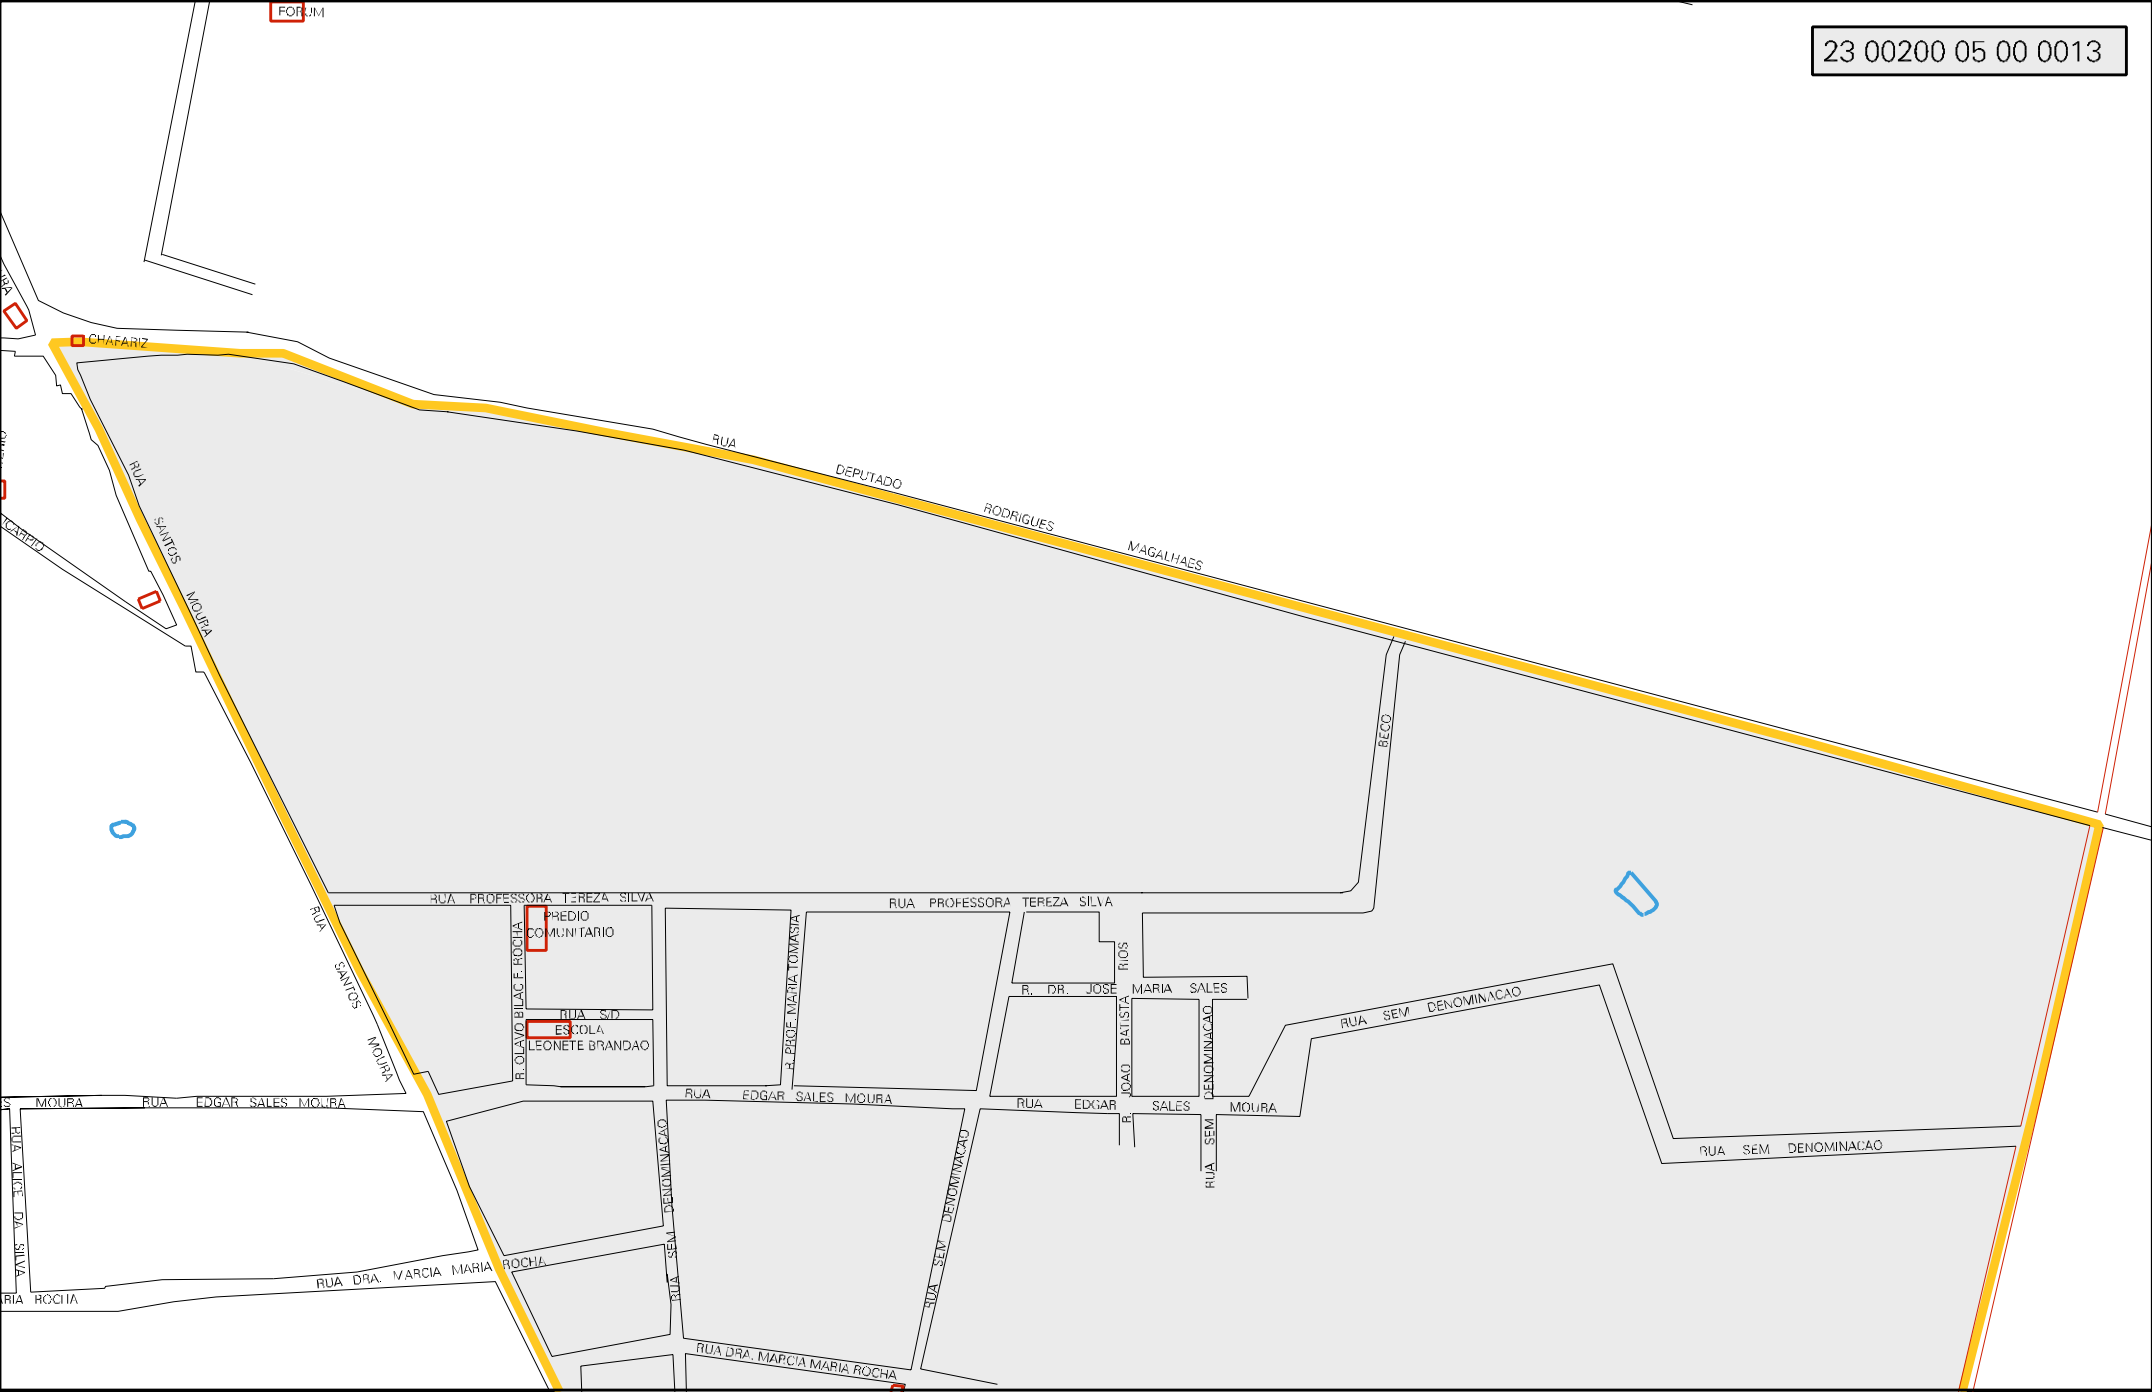 FORUM
23 00200 05 00 0013
CHAFARIZ
RUA DEPUTADO RODRIGUES MAGALHAES
RUA SANTOS MOURA
BECO
RUA PROFESSORA TEREZA SILVA
RUA PROFESSORA TEREZA SILVA
PREDIO
COMUNITARIO
R. OLAVO BILAC F. ROCHA
R. PROF. MARIA TOMASIA
RUA SANTOS MOURA
R. DR. JOSE MARIA SALES
R. JOAO BATISTA RIOS
RUA SEM DENOMINACAO
RUA SEM DENOMINACAO
RUA S/D
ESCOLA
LEONETE BRANDAO
MOURA RUA EDGAR SALES MOURA
RUA EDGAR SALES MOURA
RUA EDGAR SALES MOURA
RUA SEM DENOMINACAO
RUA ALICE DA SILVA
RUA SEM DENOMINACAO
RUA SEM DENOMINACAO
RUA DRA. MARCIA MARIA ROCHA
ARIA ROCHA
RUA DRA. MARCIA MARIA ROCHA